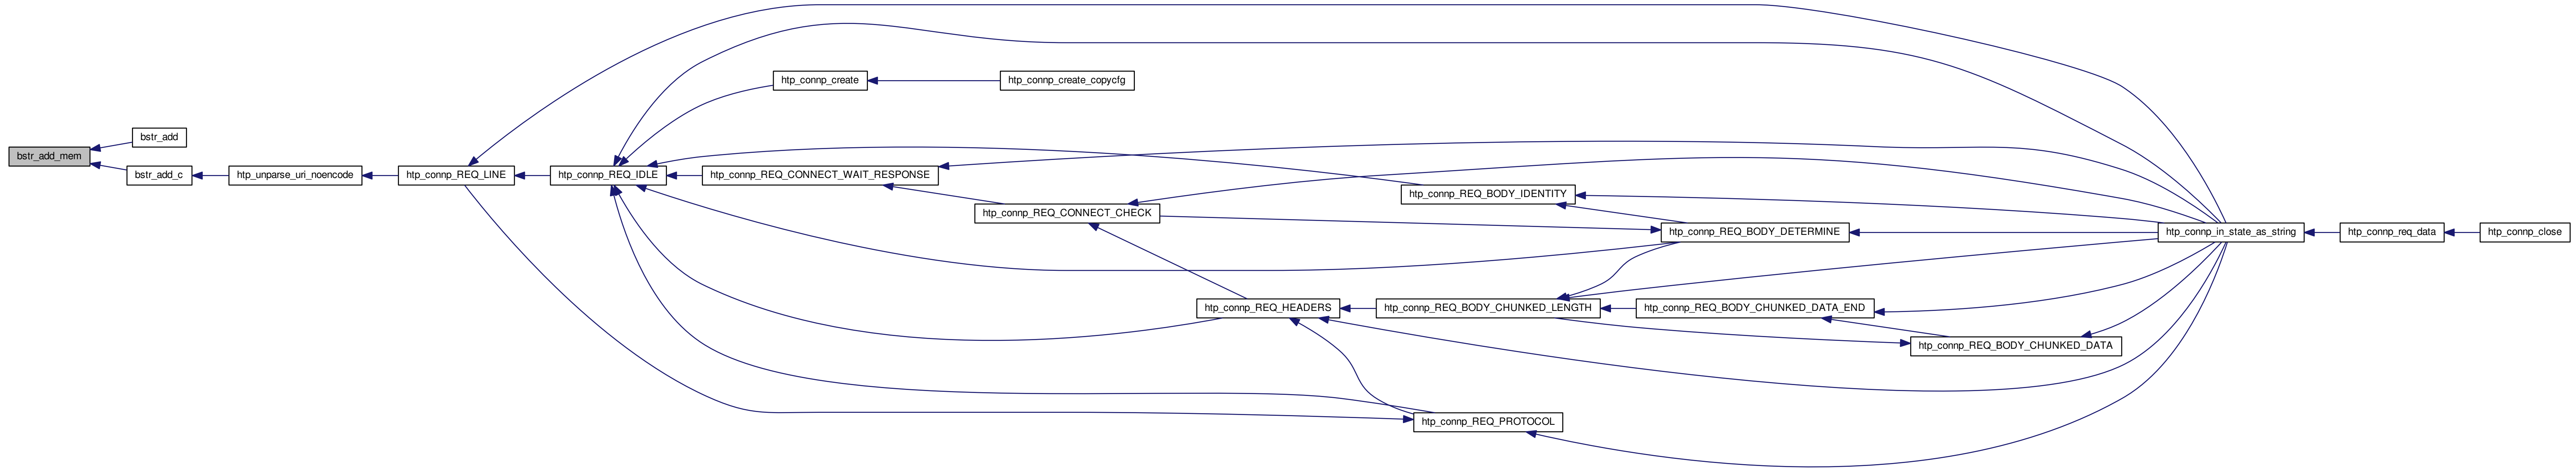 bstr_add_mem
bstr_add
bstr_add_c
htp_unparse_uri_noencode
htp_connp_REQ_LINE
htp_connp_REQ_IDLE
htp_connp_create
htp_connp_create_copycfg
htp_connp_REQ_CONNECT_WAIT_RESPONSE
htp_connp_REQ_CONNECT_CHECK
htp_connp_REQ_HEADERS
htp_connp_REQ_BODY_IDENTITY
htp_connp_REQ_BODY_CHUNKED_LENGTH
htp_connp_REQ_PROTOCOL
htp_connp_REQ_BODY_DETERMINE
htp_connp_REQ_BODY_CHUNKED_DATA_END
htp_connp_REQ_BODY_CHUNKED_DATA
htp_connp_in_state_as_string
htp_connp_req_data
htp_connp_close